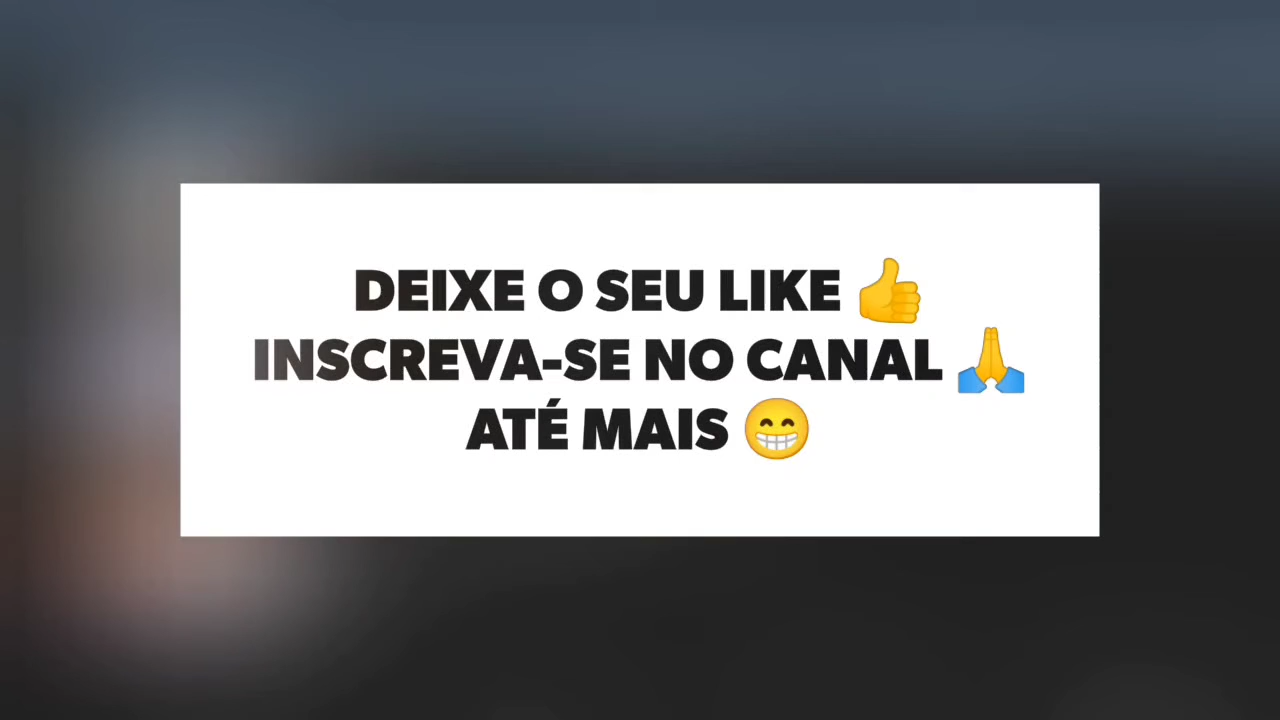 DEIXE O SEU LIKE 👍
INSCREVA-SE NO CANAL 🙏
ATÉ MAIS 😁